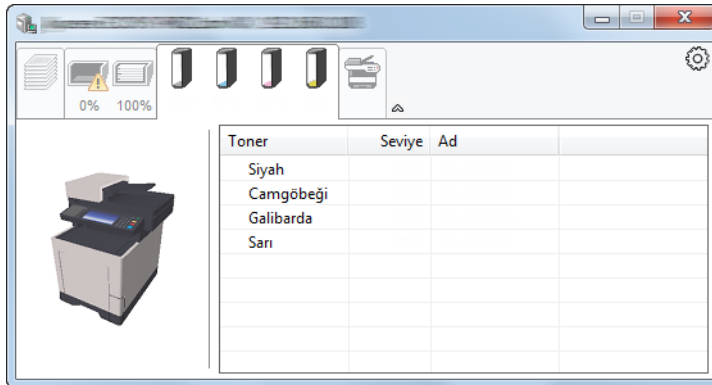 0% 100%
Toner Seviye Ad
Siyah
Camgöbeği
Galibarda
Sarı